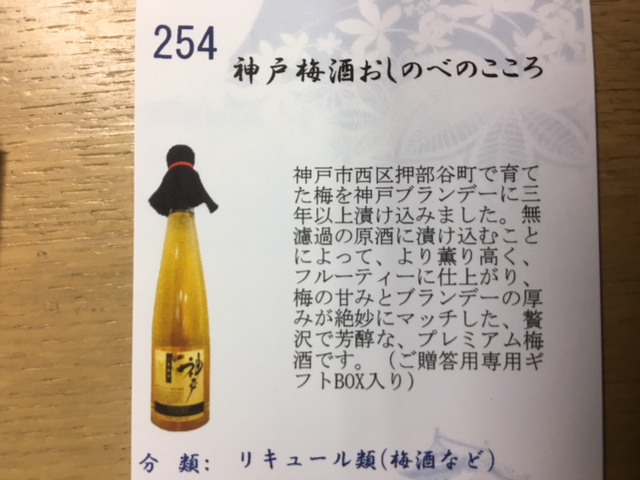 254
神戸梅酒おしのべのこころ
神戸市西区押部谷町で育て
た梅を神戸ブランデーに三
年以上漬け込みました。無
濾過の原酒に漬け込むこと
によって、より薫り高く、
フルーティーに仕上がり、
梅の甘みとブランデーの厚
みが絶妙にマッチした、贅
沢で芳醇な、プレミアム梅
酒です。（ご贈答用専用ギ
フトBOX入り）
神戸
分 類: リキュール類(梅酒など)